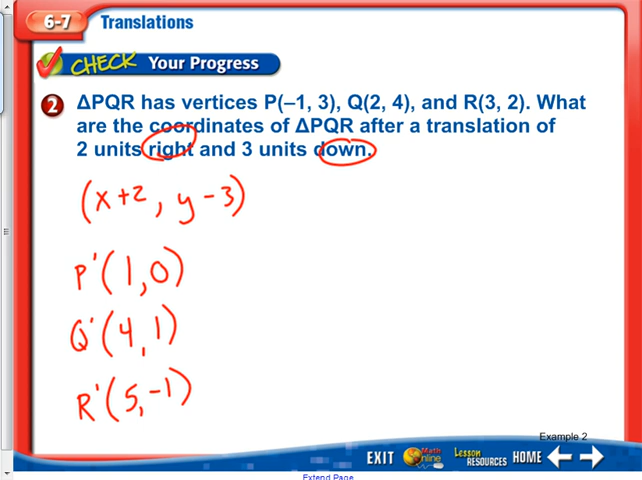 6-7 Translations
CHECK Your Progress
2 ΔPQR has vertices P(–1, 3), Q(2, 4), and R(3, 2). What
are the coordinates of ΔPQR after a translation of
2 units right and 3 units down.
(x+2, y-3)
P'(1,0)
Q'(4,1)
R'(5,-1)
Example 2
EXIT Math Online Lesson RESOURCES HOME
Extend Page